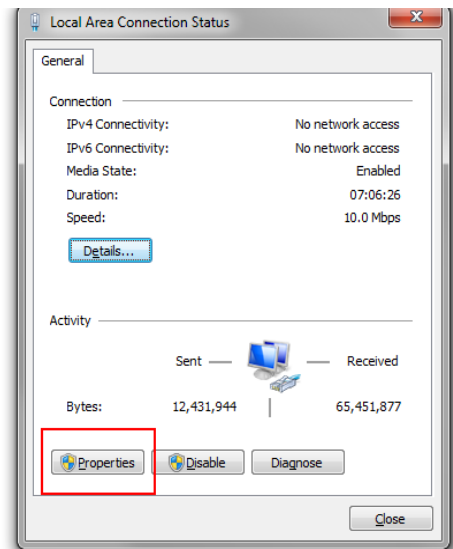 Local Area Connection Status
General
Connection
IPv4 Connectivity: No network access
IPv6 Connectivity: No network access
Media State: Enabled
Duration: 07:06:26
Speed: 10.0 Mbps
Details...
Activity
Sent Received
Bytes: 12,431,944 65,451,877
Properties Disable Diagnose
Close